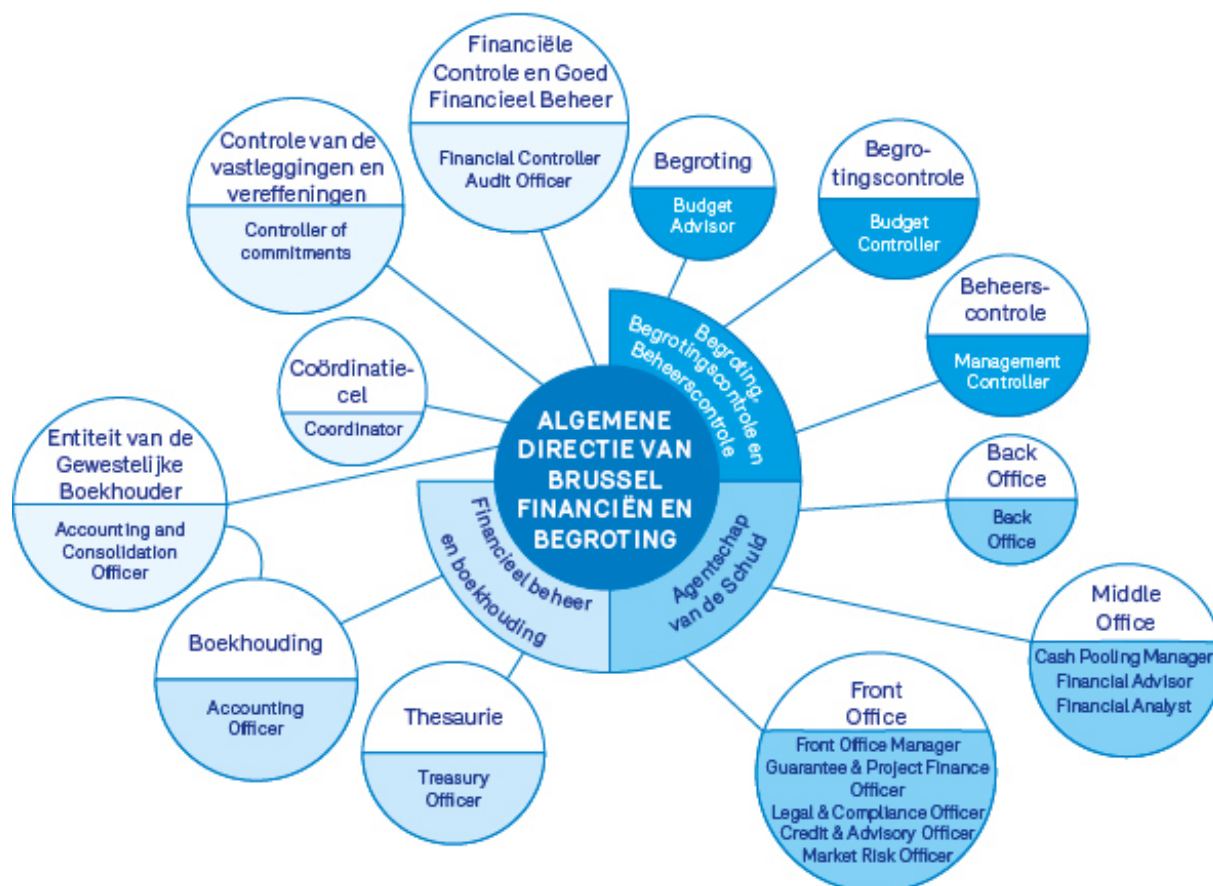 Financiële
Controle en Goed
Financieel Beheer
Financial Controller
Audit Officer
Controle van de
vastleggingen en
vereffeningen
Controller of
commitments
Begroting
Budget
Advisor
Begro-
tingscontrole
Budget
Controller
Beheers-
controle
Management
Controller
Coördinatie-
cel
Coordinator
Entiteit van de
Gewestelijke
Boekhouder
Accounting and
Consolidation
Officer
Begroting,
Begrotingscontrole en
Beheerscontrole
ALGEMENE
DIRECTIE VAN
BRUSSEL
FINANCIËN EN
BEGROTING
Financieel beheer
en boekhouding
Agentschap
van de Schuld
Back
Office
Back
Office
Middle
Office
Cash Pooling Manager
Financial Advisor
Financial Analyst
Boekhouding
Accounting
Officer
Thesaurie
Treasury
Officer
Front
Office
Front Office Manager
Guarantee & Project Finance
Officer
Legal & Compliance Officer
Credit & Advisory Officer
Market Risk Officer